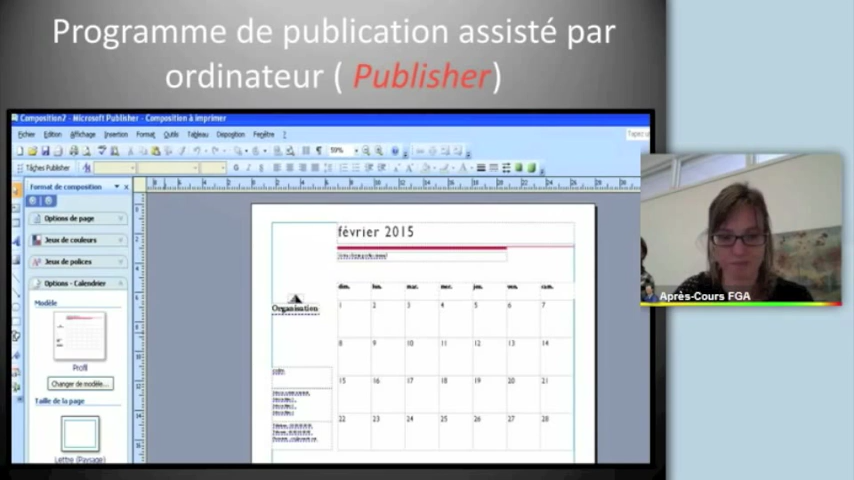 Programme de publication assisté par
ordinateur ( Publisher)
Composition2 - Microsoft Publisher - Composition à imprimer
Fichier Edition Affichage Insertion Format Outils Tableau Disposition Fenêtre ?
Tapez
50%
Tâches Publisher
G I S
Format de composition
Options de page
Jeux de couleurs
Jeux de polices
Options - Calendrier
Modèle
Profil
Changer de modèle...
Taille de la page
Lettre (Paysage)
février 2015
Organisation
dim. lun. mar. mer. jeu. ven. sam.
1 2 3 4 5 6 7
8 9 10 11 12 13 14
15 16 17 18 19 20 21
22 23 24 25 26 27 28
Après-Cours FGA